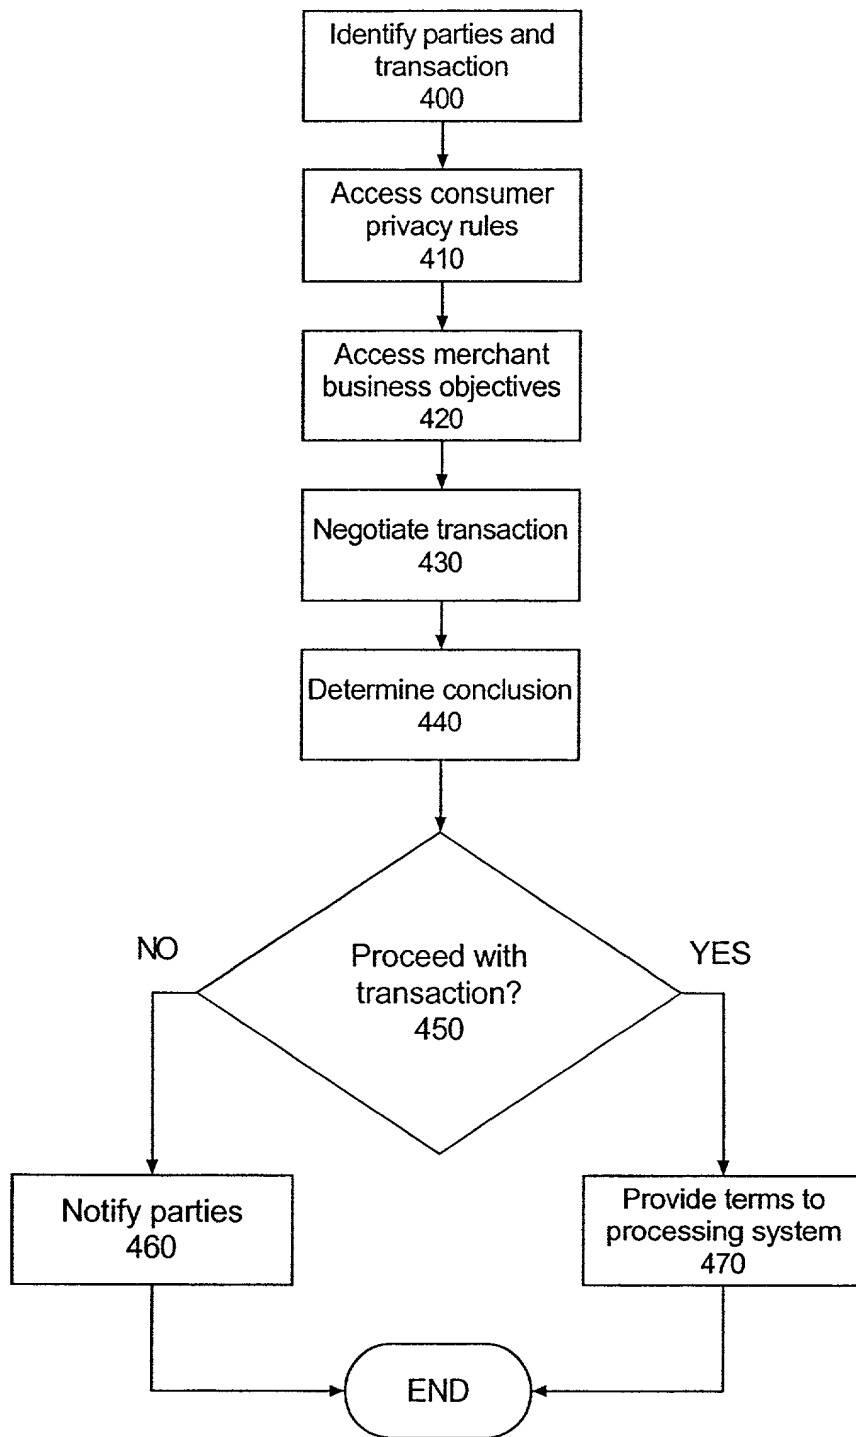 Identify parties and
transaction
400
Access consumer
privacy rules
410
Access merchant
business objectives
420
Negotiate transaction
430
Determine conclusion
440
NO
Proceed with
transaction?
450
YES
Notify parties
460
Provide terms to
processing system
470
END